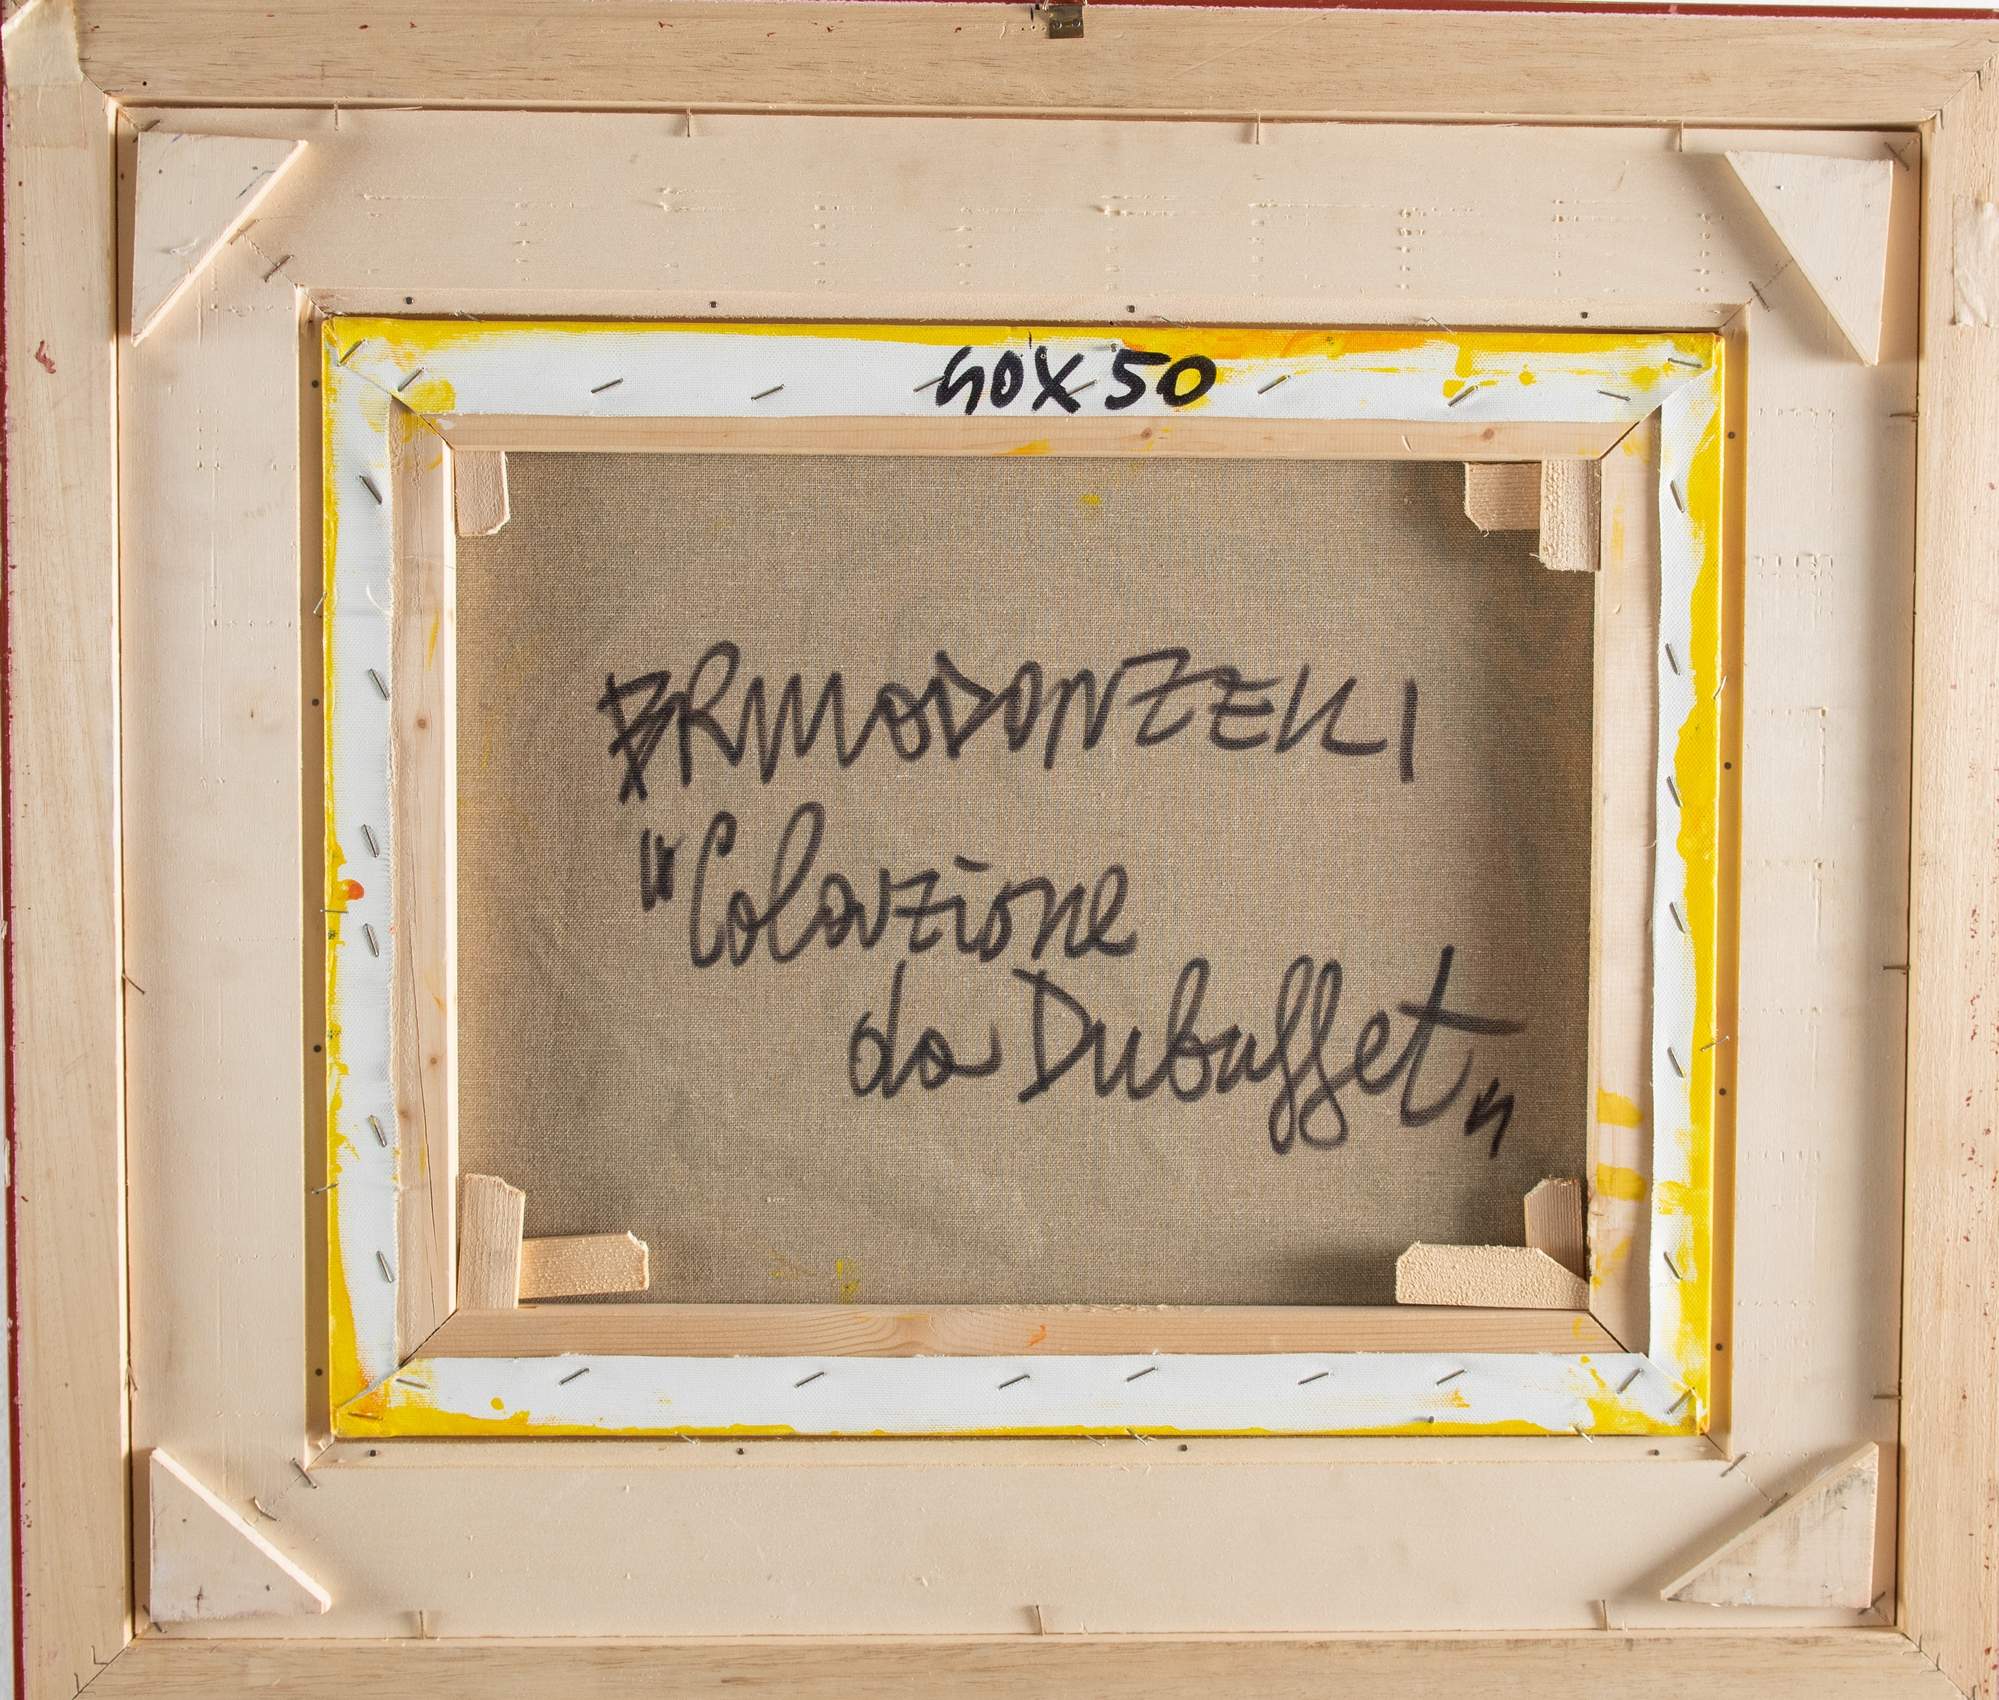 40X50
BRMODONZELLI
"Colazione
da Dubuffet"